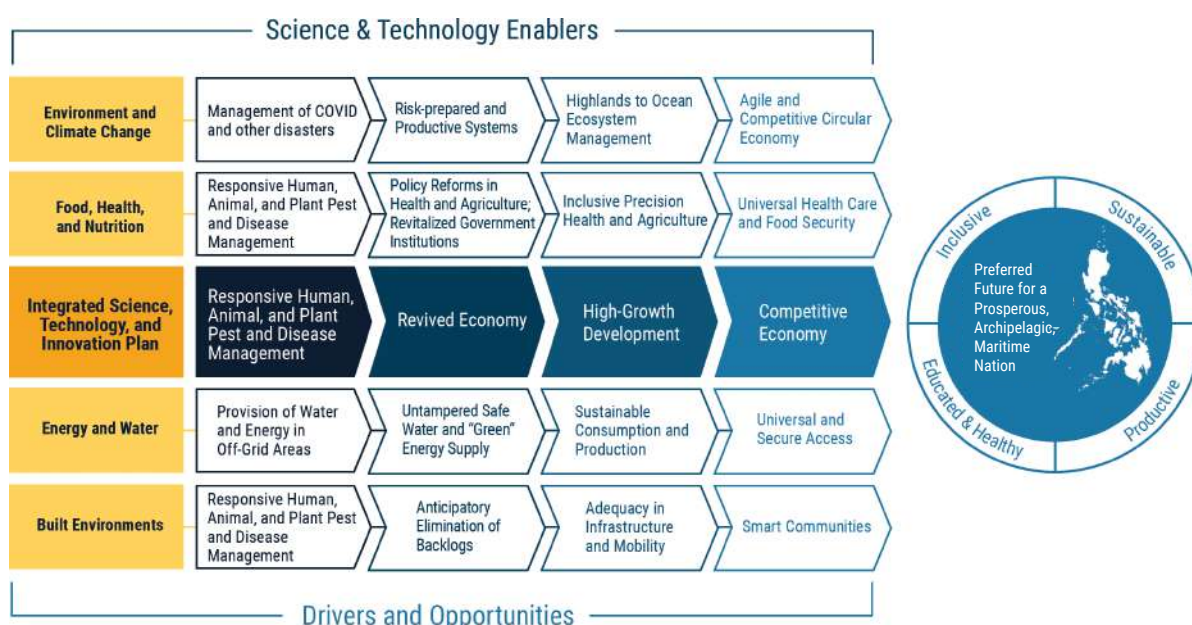 Science & Technology Enablers
Environment and
Climate Change
Management of COVID
and other disasters
Risk-prepared and
Productive Systems
Highlands to Ocean
Ecosystem
Management
Agile and
Competitive Circular
Economy
Food, Health,
and Nutrition
Responsive Human,
Animal, and Plant Pest
and Disease
Management
Policy Reforms in
Health and Agriculture;
Revitalized Government
Institutions
Inclusive Precision
Health and Agriculture
Universal Health Care
and Food Security
Integrated Science,
Technology, and
Innovation Plan
Responsive Human,
Animal, and Plant
Pest and Disease
Management
Revived Economy
High-Growth
Development
Competitive
Economy
Energy and Water
Provision of Water
and Energy in
Off-Grid Areas
Untampered Safe
Water and “Green”
Energy Supply
Sustainable
Consumption and
Production
Universal and
Secure Access
Built Environments
Responsive Human,
Animal, and Plant Pest
and Disease
Management
Anticipatory
Elimination of
Backlogs
Adequacy in
Infrastructure
and Mobility
Smart Communities
Drivers and Opportunities
Inclusive
Sustainable
Preferred
Future for a
Prosperous,
Archipelagic,
Maritime
Nation
Educated & Healthy
Productive